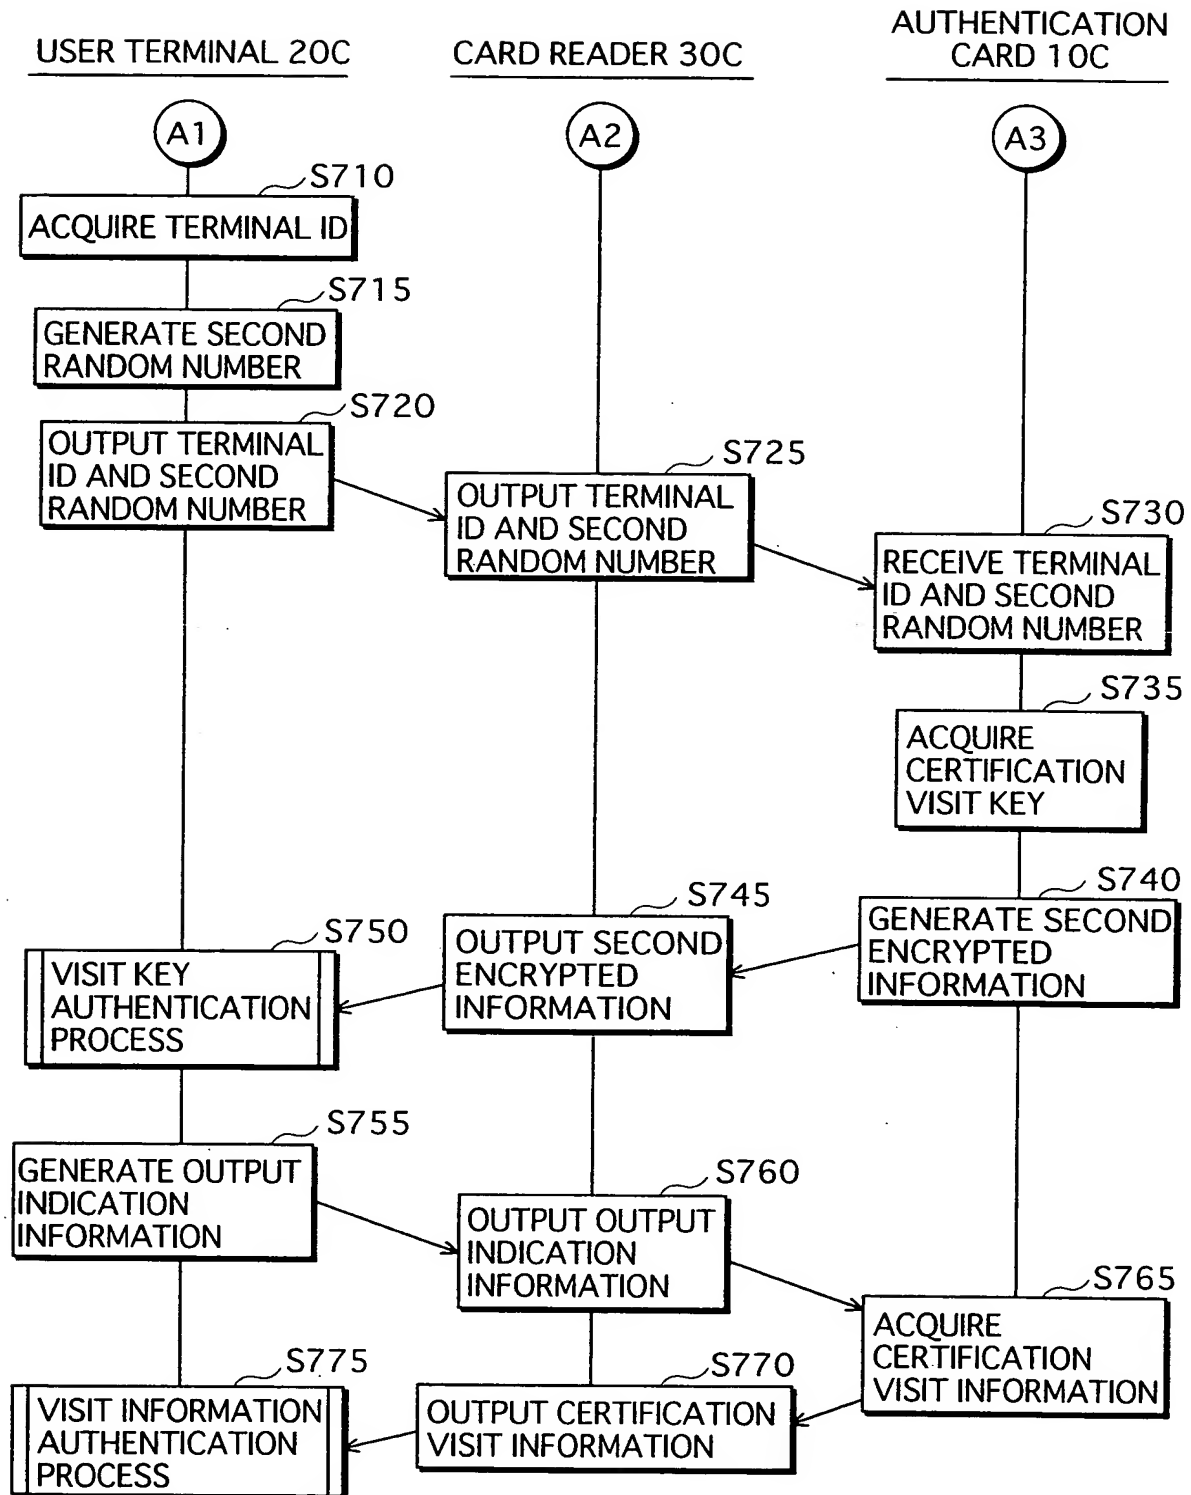 USER TERMINAL 20C
CARD READER 30C
AUTHENTICATION
CARD 10C
A1
A2
A3
S710
ACQUIRE TERMINAL ID
S715
GENERATE SECOND
RANDOM NUMBER
S720
OUTPUT TERMINAL
ID AND SECOND
RANDOM NUMBER
S725
OUTPUT TERMINAL
ID AND SECOND
RANDOM NUMBER
S730
RECEIVE TERMINAL
ID AND SECOND
RANDOM NUMBER
S735
ACQUIRE
CERTIFICATION
VISIT KEY
S740
GENERATE SECOND
ENCRYPTED
INFORMATION
S745
OUTPUT SECOND
ENCRYPTED
INFORMATION
S750
VISIT KEY
AUTHENTICATION
PROCESS
S755
GENERATE OUTPUT
INDICATION
INFORMATION
S760
OUTPUT OUTPUT
INDICATION
INFORMATION
S765
ACQUIRE
CERTIFICATION
VISIT INFORMATION
S770
OUTPUT CERTIFICATION
VISIT INFORMATION
S775
VISIT INFORMATION
AUTHENTICATION
PROCESS